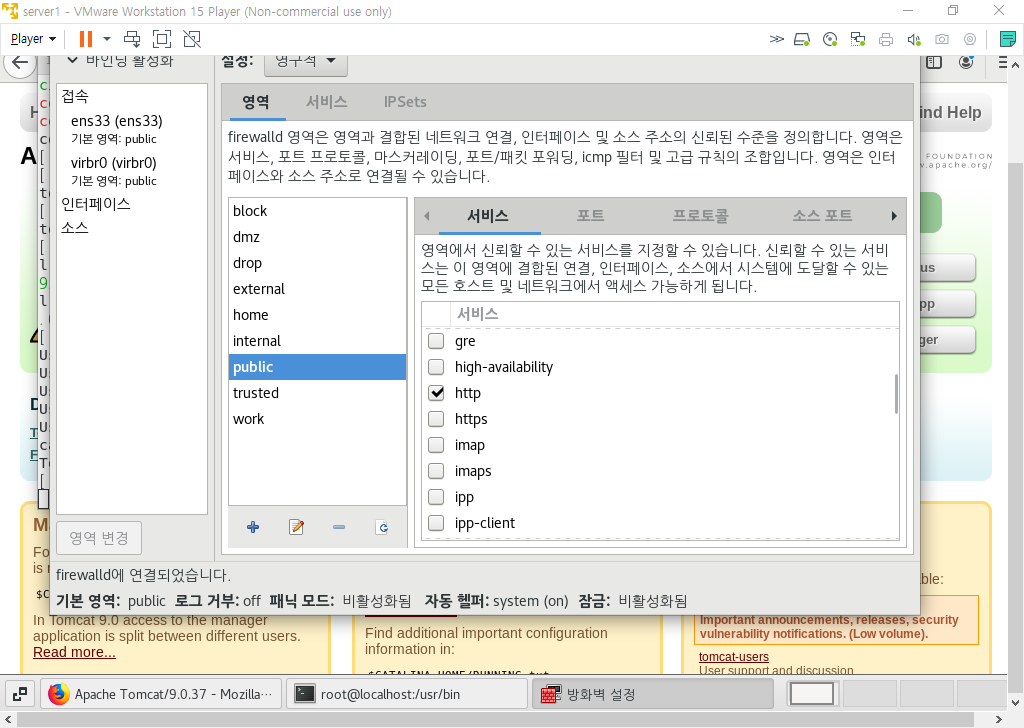 server1 - VMware Workstation 15 Player (Non-commercial use only)
Player
바인딩 활성화
설정: 영구적
접속
ens33 (ens33)
기본 영역: public
virbr0 (virbr0)
기본 영역: public
인터페이스
소스
영역 변경
영역 서비스 IPSets
firewalld 영역은 영역과 결합된 네트워크 연결, 인터페이스 및 소스 주소의 신뢰된 수준을 정의합니다. 영역은
서비스, 포트 프로토콜, 마스커레이딩, 포트/패킷 포워딩, icmp 필터 및 고급 규칙의 조합입니다. 영역은 인터
페이스와 소스 주소로 연결될 수 있습니다.
block
dmz
drop
external
home
internal
public
trusted
work
서비스 포트 프로토콜 소스 포트
영역에서 신뢰할 수 있는 서비스를 지정할 수 있습니다. 신뢰할 수 있는 서비
스는 이 영역에 결합된 연결, 인터페이스, 소스에서 시스템에 도달할 수 있는
모든 호스트 및 네트워크에서 액세스 가능하게 됩니다.
서비스
gre
high-availability
http
https
imap
imaps
ipp
ipp-client
firewalld에 연결되었습니다.
기본 영역: public 로그 거부: off 패닉 모드: 비활성화됨 자동 헬퍼: system (on) 잠금: 비활성화됨
ind Help
FOUNDATION
.apache.org/
us
pp
ger
In Tomcat 9.0 access to the manager
application is split between different users.
Read more...
Find additional important configuration
information in:
ble:
Important announcements, releases, security
vulnerability notifications. (Low volume).
tomcat-users
User support and discussion
Apache Tomcat/9.0.37 - Mozilla…
root@localhost:/usr/bin
방화벽 설정